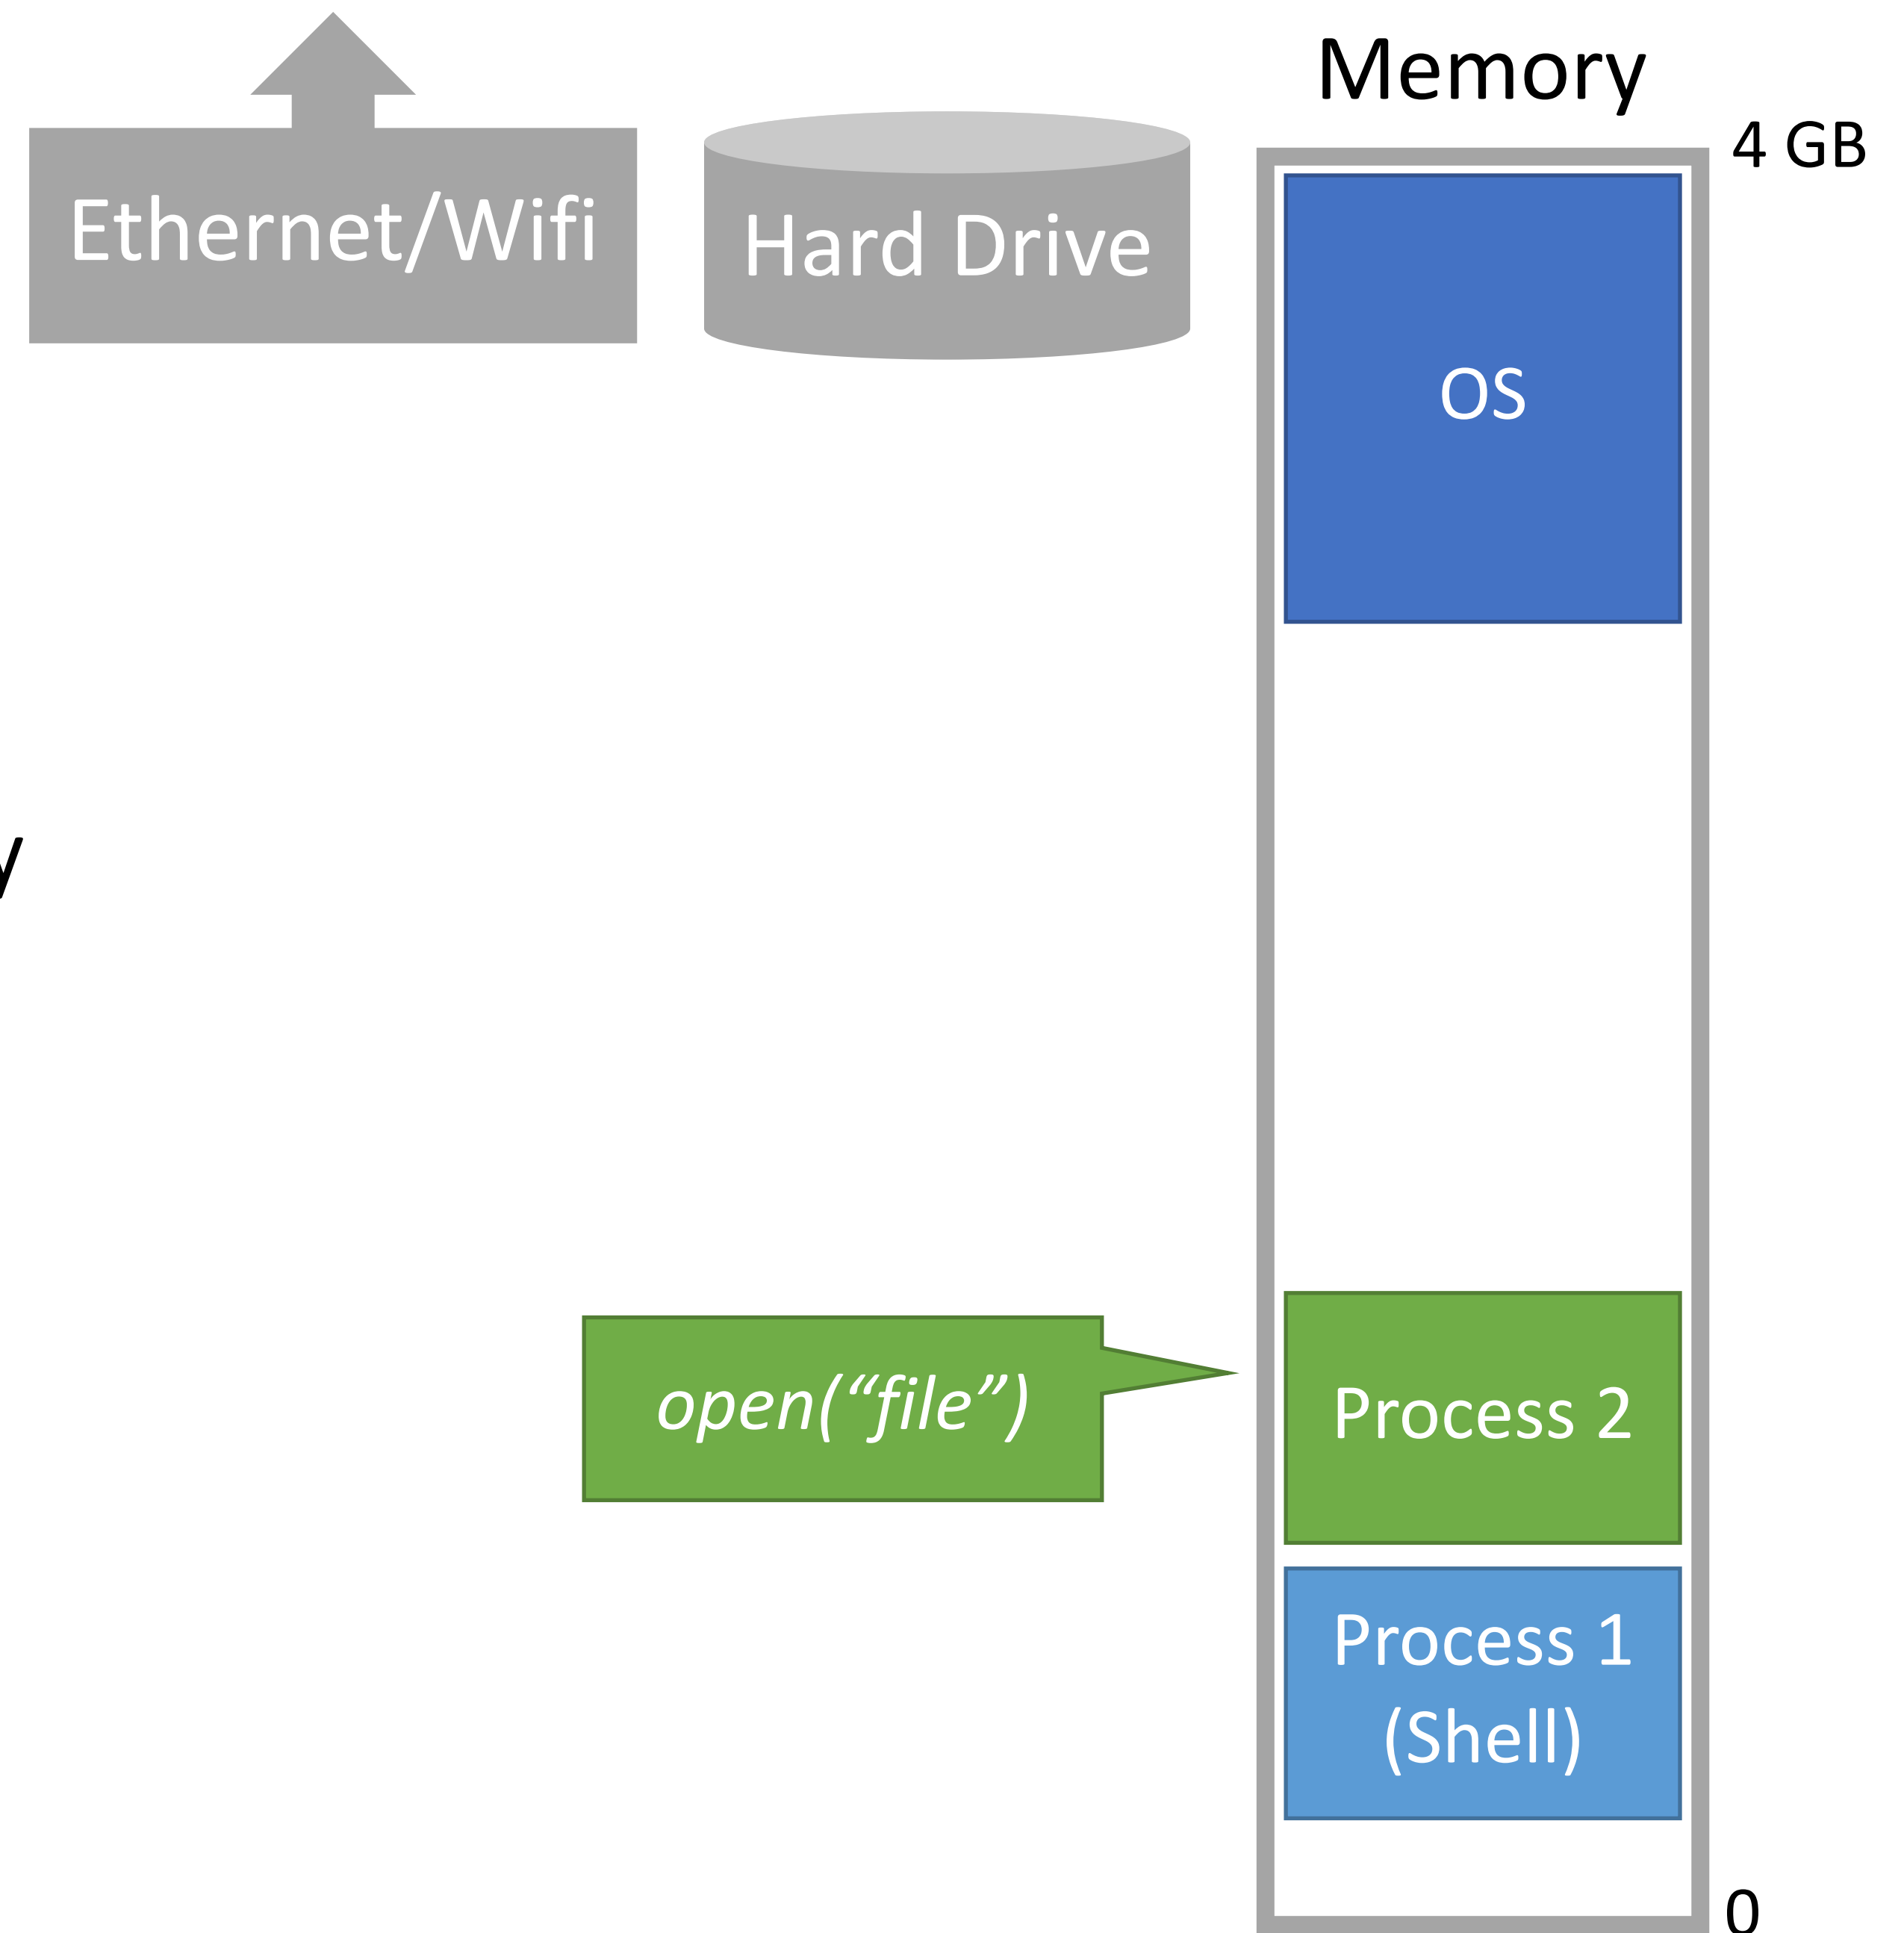 Memory
4 GB
Ethernet/Wifi
Hard Drive
OS
y
open(“file”)
Process 2
Process 1
(Shell)
0